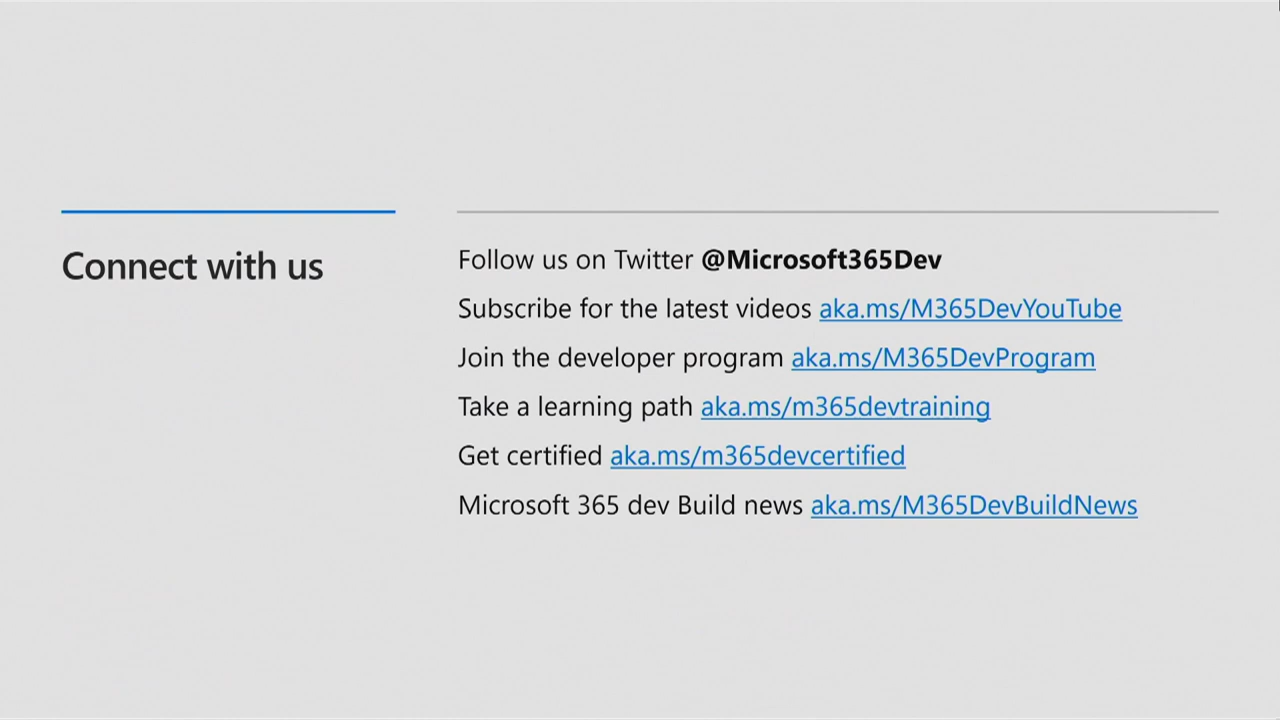 Connect with us
Follow us on Twitter @Microsoft365Dev
Subscribe for the latest videos aka.ms/M365DevYouTube
Join the developer program aka.ms/M365DevProgram
Take a learning path aka.ms/m365devtraining
Get certified aka.ms/m365devcertified
Microsoft 365 dev Build news aka.ms/M365DevBuildNews